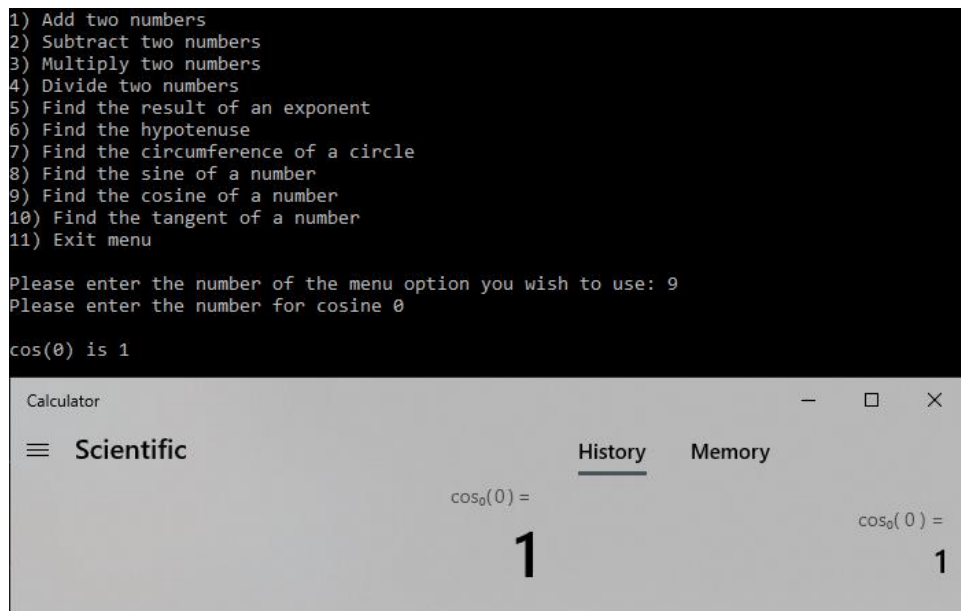 1) Add two numbers
2) Subtract two numbers
3) Multiply two numbers
4) Divide two numbers
5) Find the result of an exponent
6) Find the hypotenuse
7) Find the circumference of a circle
8) Find the sine of a number
9) Find the cosine of a number
10) Find the tangent of a number
11) Exit menu
Please enter the number of the menu option you wish to use: 9
Please enter the number for cosine 0
cos(0) is 1
Calculator
Scientific
History Memory
cos₀(0) =
1
cos₀( 0 ) =
1